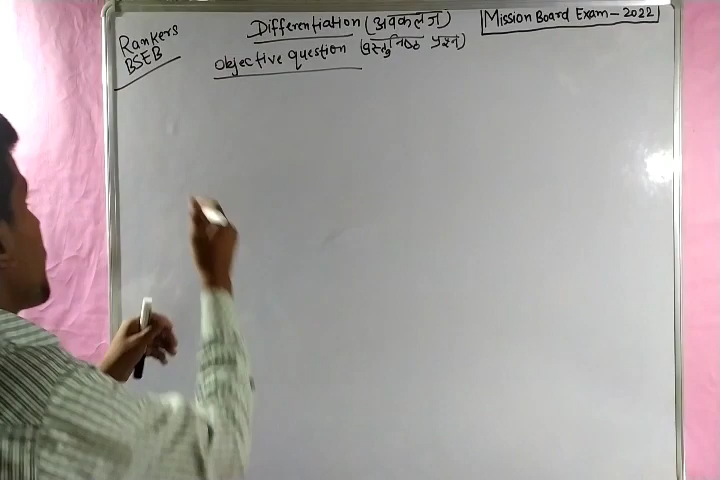 Rankers
BSEB
Differentiation (अवकलज)
Objective question (वस्तुनिष्ठ प्रश्न)
Mission Board Exam - 2022